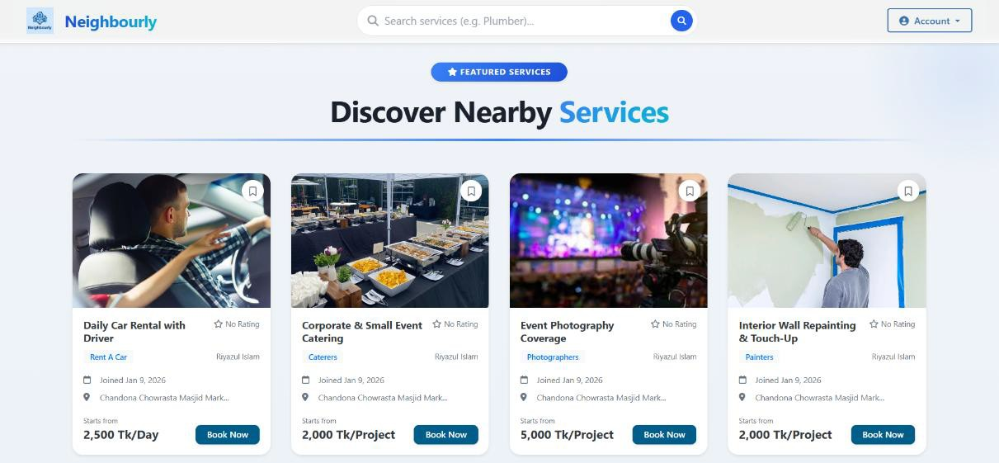 Neighbourly
Neighbourly
Search services (e.g. Plumber)...
Account
FEATURED SERVICES
Discover Nearby Services
Daily Car Rental with
Driver
No Rating
Rent A Car
Riyazul Islam
Joined Jan 9, 2026
Chandona Chowrasta Masjid Mark...
Starts from
2,500 Tk/Day
Book Now
Corporate & Small Event
Catering
No Rating
Caterers
Riyazul Islam
Joined Jan 9, 2026
Chandona Chowrasta Masjid Mark...
Starts from
2,000 Tk/Project
Book Now
Event Photography
Coverage
No Rating
Photographers
Riyazul Islam
Joined Jan 9, 2026
Chandona Chowrasta Masjid Mark...
Starts from
5,000 Tk/Project
Book Now
Interior Wall Repainting
& Touch-Up
No Rating
Painters
Riyazul Islam
Joined Jan 9, 2026
Chandona Chowrasta Masjid Mark...
Starts from
2,000 Tk/Project
Book Now